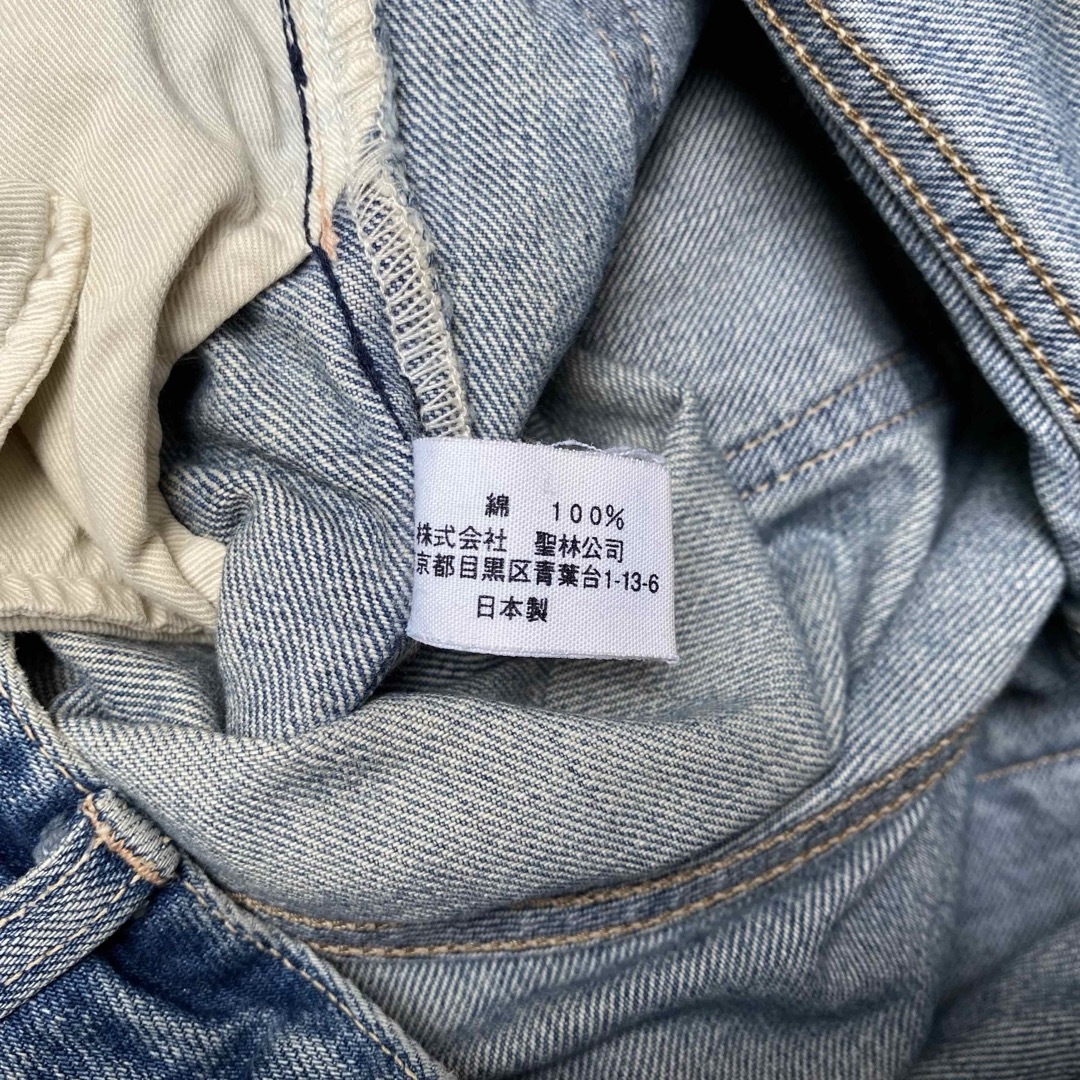 綿 100%
株式会社 聖林公司
京都目黒区青葉台1-13-6
日本製